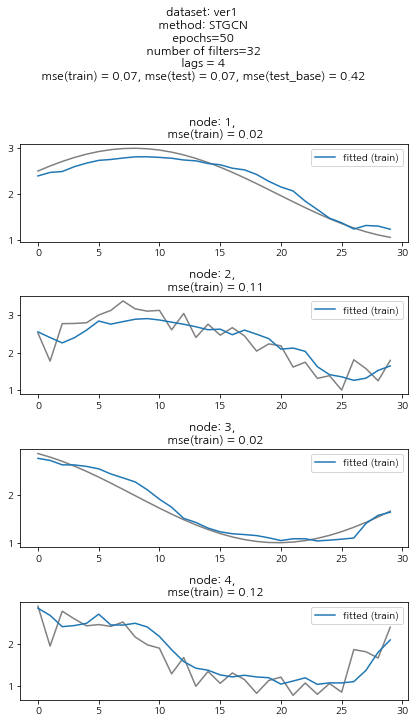 dataset: ver1
method: STGCN
epochs=50
number of filters=32
lags = 4
mse(train) = 0.07, mse(test) = 0.07, mse(test_base) = 0.42
node: 1,
mse(train) = 0.02
fitted (train)
3
2
1
0 5 10 15 20 25 30
node: 2,
mse(train) = 0.11
fitted (train)
3
2
1
0 5 10 15 20 25 30
node: 3,
mse(train) = 0.02
fitted (train)
2
1
0 5 10 15 20 25 30
node: 4,
mse(train) = 0.12
fitted (train)
2
1
0 5 10 15 20 25 30